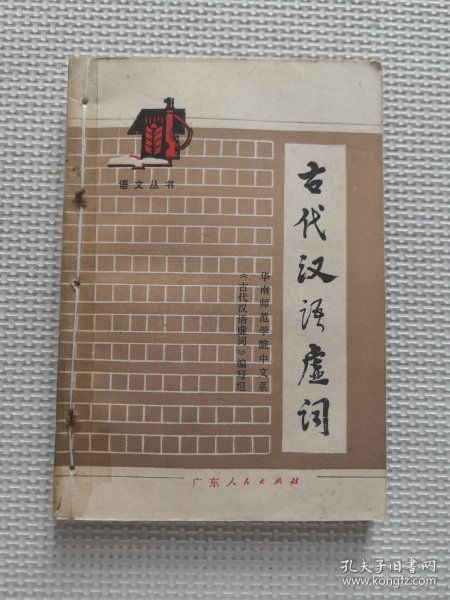 语文丛书
古代汉语虚词
华南师范学院中文系
《古代汉语虚词》编写组
广东人民出版社
孔夫子旧书网
www.kongfz.com